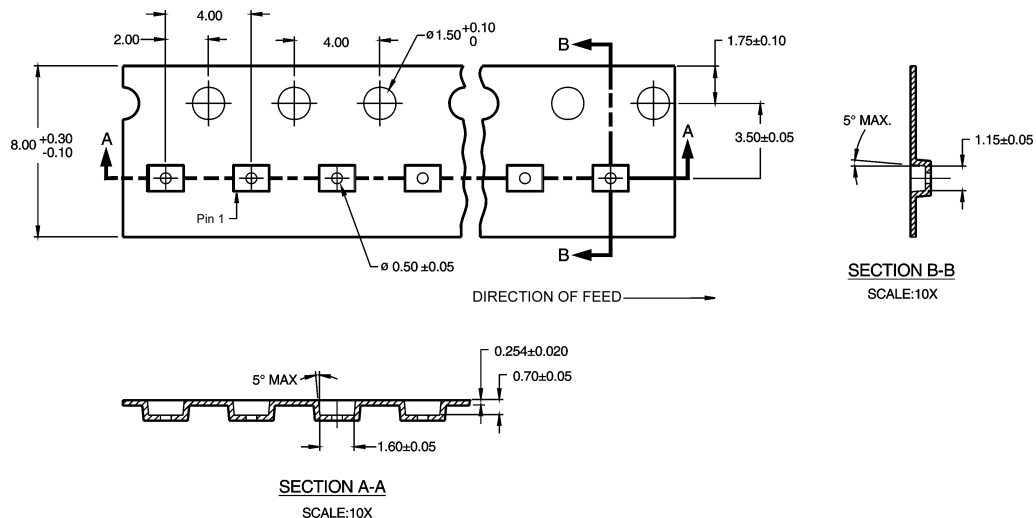 4.00
2.00
4.00
ø1.50 +0.10
0
B
1.75±0.10
8.00 +0.30
-0.10
A
A
3.50±0.05
5° MAX.
1.15±0.05
Pin 1
B
ø 0.50±0.05
SECTION B-B
SCALE:10X
DIRECTION OF FEED
0.254±0.020
5° MAX
0.70±0.05
1.60±0.05
SECTION A-A
SCALE:10X